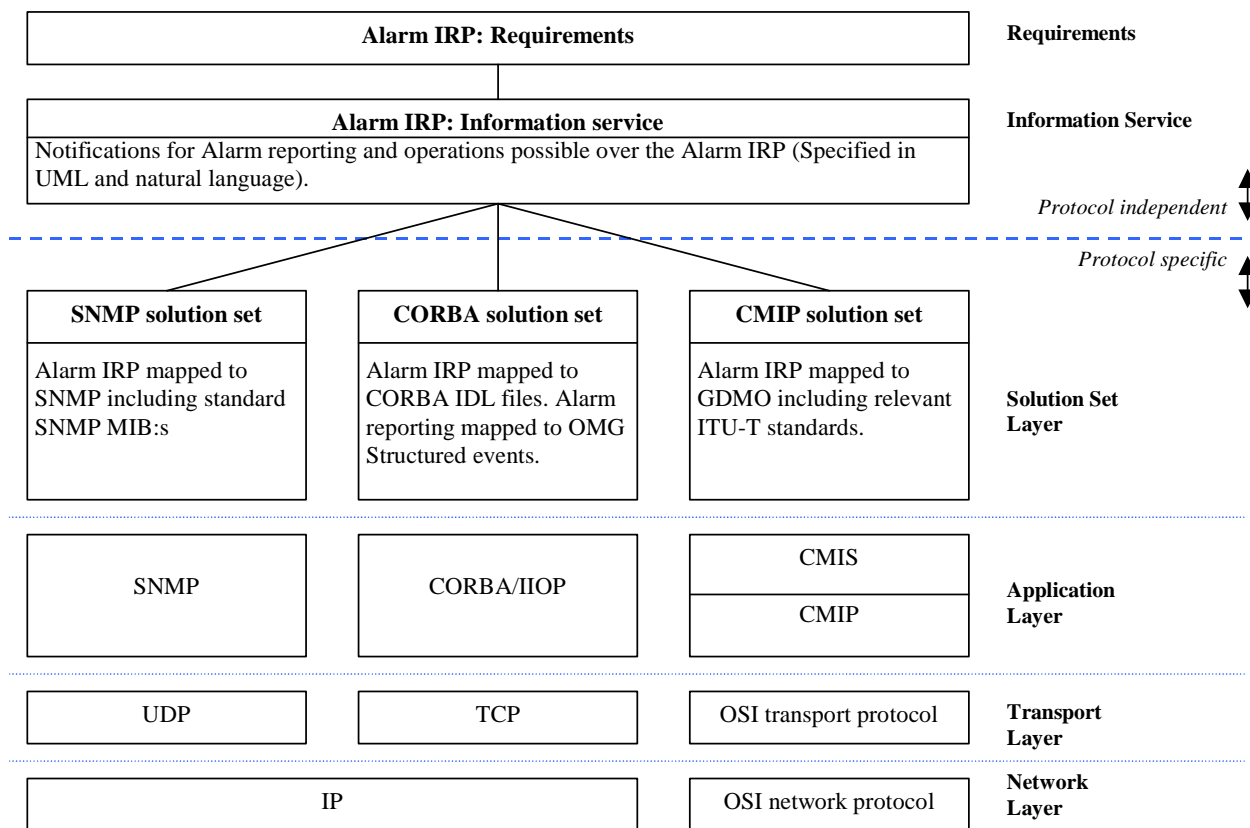 Alarm IRP: Requirements
Requirements
Alarm IRP: Information service
Information Service
Notifications for Alarm reporting and operations possible over the Alarm IRP (Specified in
UML and natural language).
Protocol independent
Protocol specific
SNMP solution set
Alarm IRP mapped to
SNMP including standard
SNMP MIB:s
CORBA solution set
Alarm IRP mapped to
CORBA IDL files. Alarm
reporting mapped to OMG
Structured events.
CMIP solution set
Alarm IRP mapped to
GDMO including relevant
ITU-T standards.
Solution Set
Layer
SNMP
CORBA/IIOP
CMIS
CMIP
Application
Layer
UDP
TCP
OSI transport protocol
Transport
Layer
IP
OSI network protocol
Network
Layer